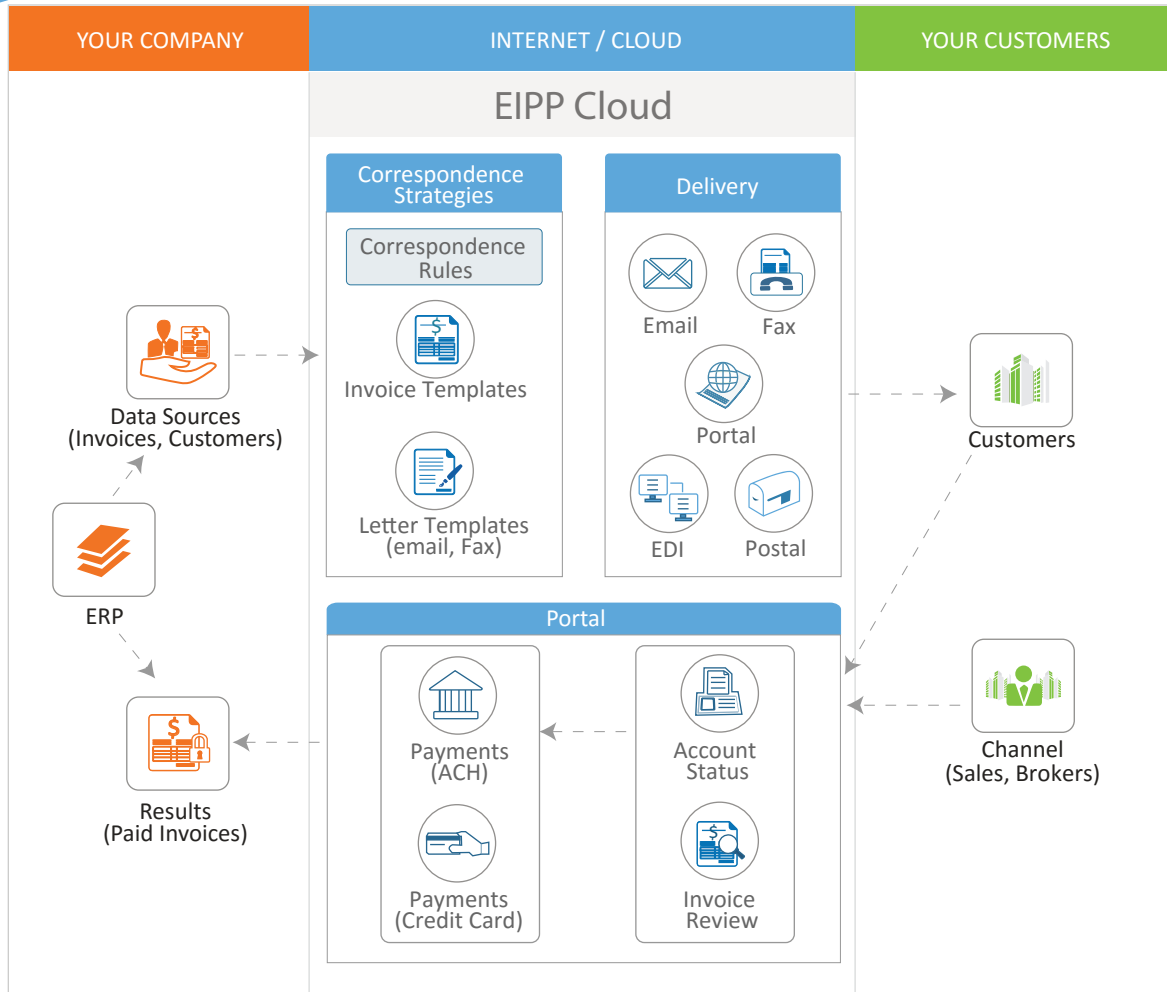 YOUR COMPANY
INTERNET / CLOUD
YOUR CUSTOMERS
EIPP Cloud
Correspondence
Strategies
Correspondence
Rules
Invoice Templates
Letter Templates
(email, Fax)
Delivery
Email
Fax
Portal
EDI
Postal
Data Sources
(Invoices, Customers)
ERP
Results
(Paid Invoices)
Customers
Channel
(Sales, Brokers)
Portal
Payments
(ACH)
Payments
(Credit Card)
Account
Status
Invoice
Review